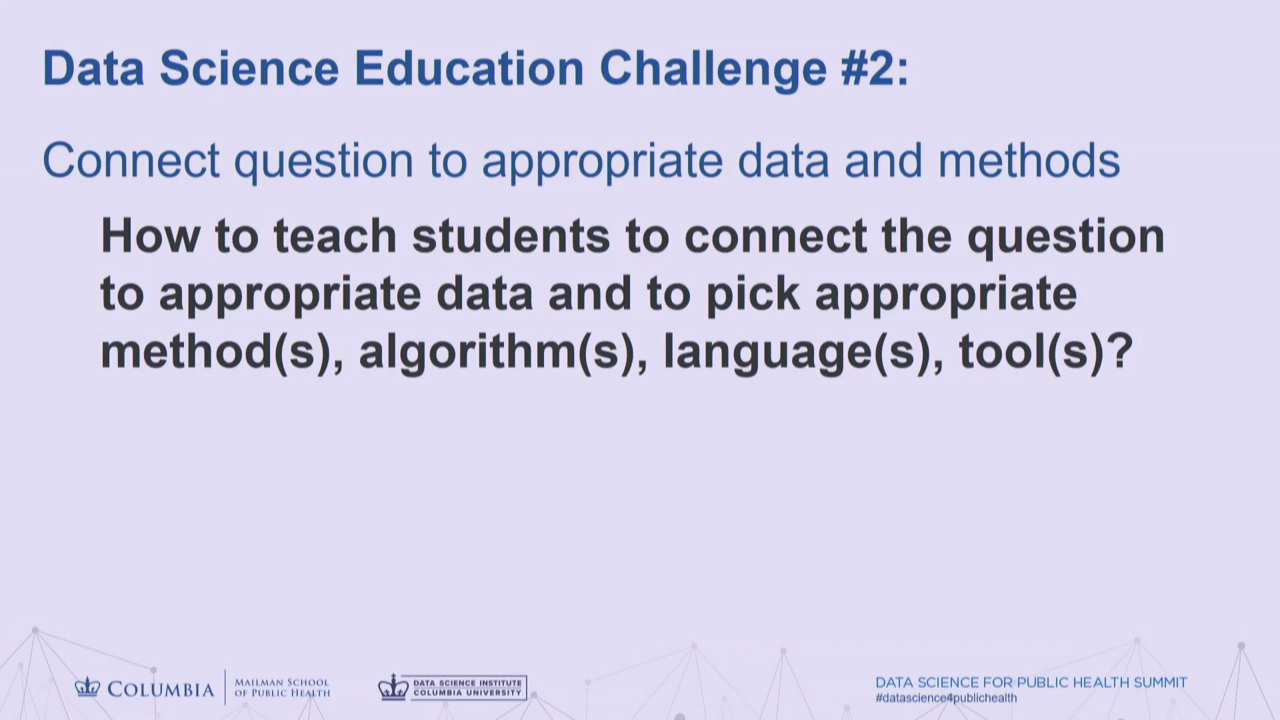 Data Science Education Challenge #2:
Connect question to appropriate data and methods
How to teach students to connect the question
to appropriate data and to pick appropriate
method(s), algorithm(s), language(s), tool(s)?
COLUMBIA
MAILMAN SCHOOL
OF PUBLIC HEALTH
DATA SCIENCE INSTITUTE
COLUMBIA UNIVERSITY
DATA SCIENCE FOR PUBLIC HEALTH SUMMIT
#datascience4publichealth